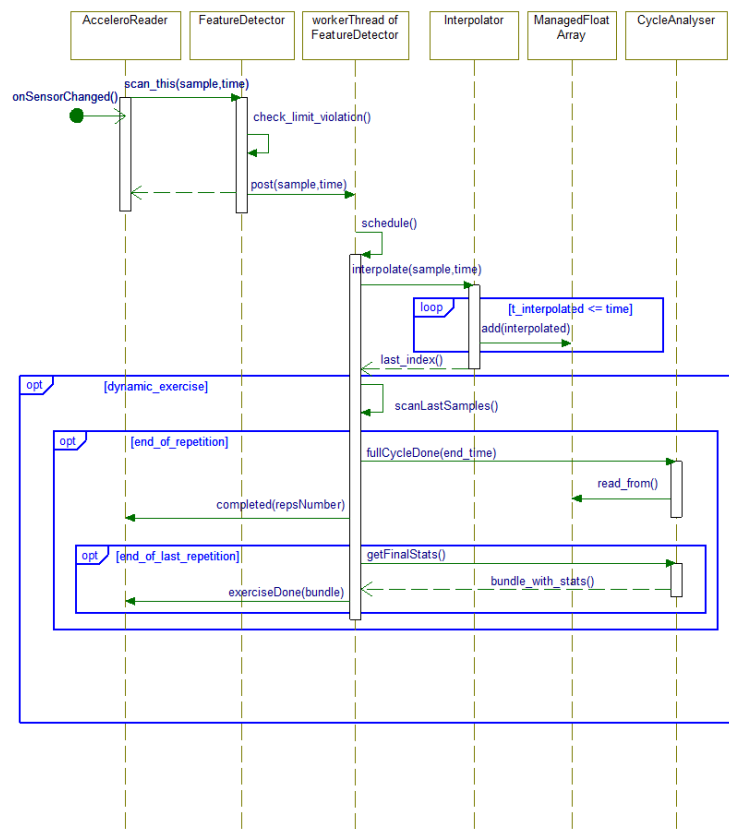 AcceleroReader
FeatureDetector
workerThread of
FeatureDetector
Interpolator
ManagedFloat
Array
CycleAnalyser
scan_this(sample,time)
onSensorChanged()
check_limit_violation()
post(sample,time)
schedule()
interpolate(sample,time)
loop
[t_interpolated <= time]
add(interpolated)
last_index()
opt
[dynamic_exercise]
scanLastSamples()
opt
[end_of_repetition]
fullCycleDone(end_time)
read_from()
completed(repsNumber)
opt
[end_of_last_repetition]
getFinalStats()
bundle_with_stats()
exerciseDone(bundle)